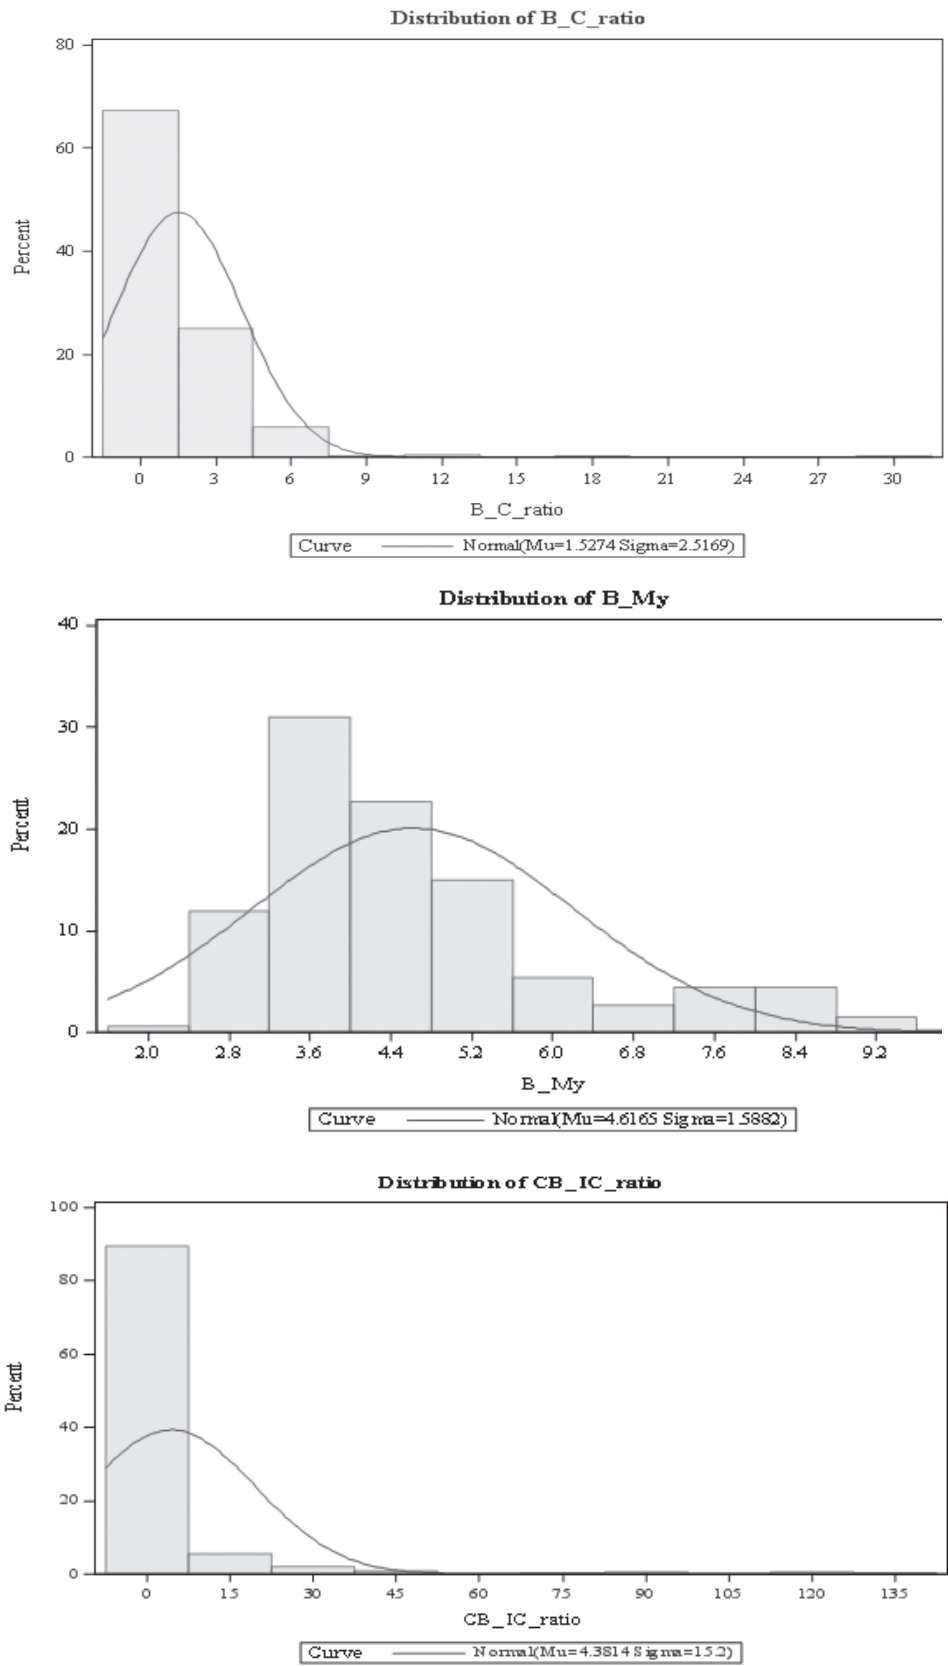 Distribution of B_C_ratio
80
60
40
20
0
Percent
0 3 6 9 12 15 18 21 24 27 30
B_C_ratio
Curve Normal(Mu=1.5274 Sigma=2.5169)
Distribution of B_My
40
30
20
10
0
Percent
2.0 2.8 3.6 4.4 5.2 6.0 6.8 7.6 8.4 9.2
B_My
Curve Normal(Mu=4.6165 Sigma=1.5882)
Distribution of CB_IC_ratio
100
80
60
40
20
0
Percent
0 15 30 45 60 75 90 105 120 135
CB_IC_ratio
Curve Normal(Mu=4.3814 Sigma=15.2)